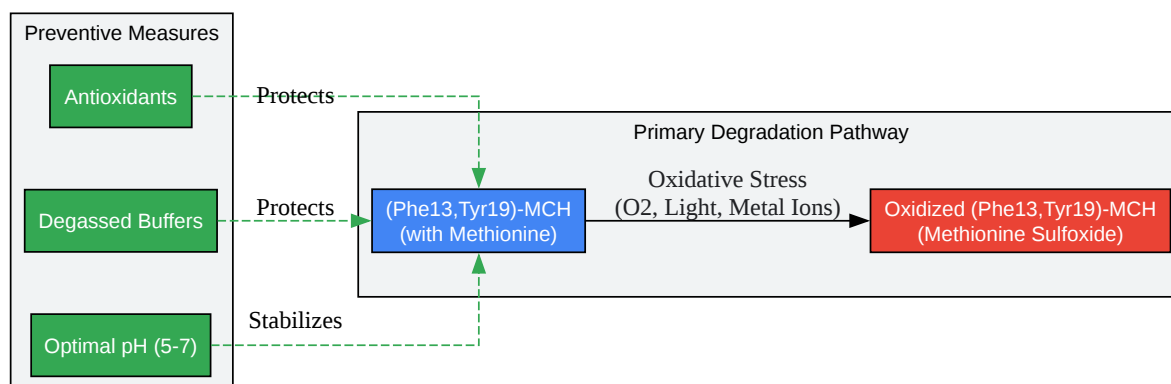 Preventive Measures
Antioxidants
Protects
Degassed Buffers
Protects
Optimal pH (5-7)
Stabilizes
Primary Degradation Pathway
(Phe13,Tyr19)-MCH
(with Methionine)
Oxidative Stress
(O2, Light, Metal Ions)
Oxidized (Phe13,Tyr19)-MCH
(Methionine Sulfoxide)